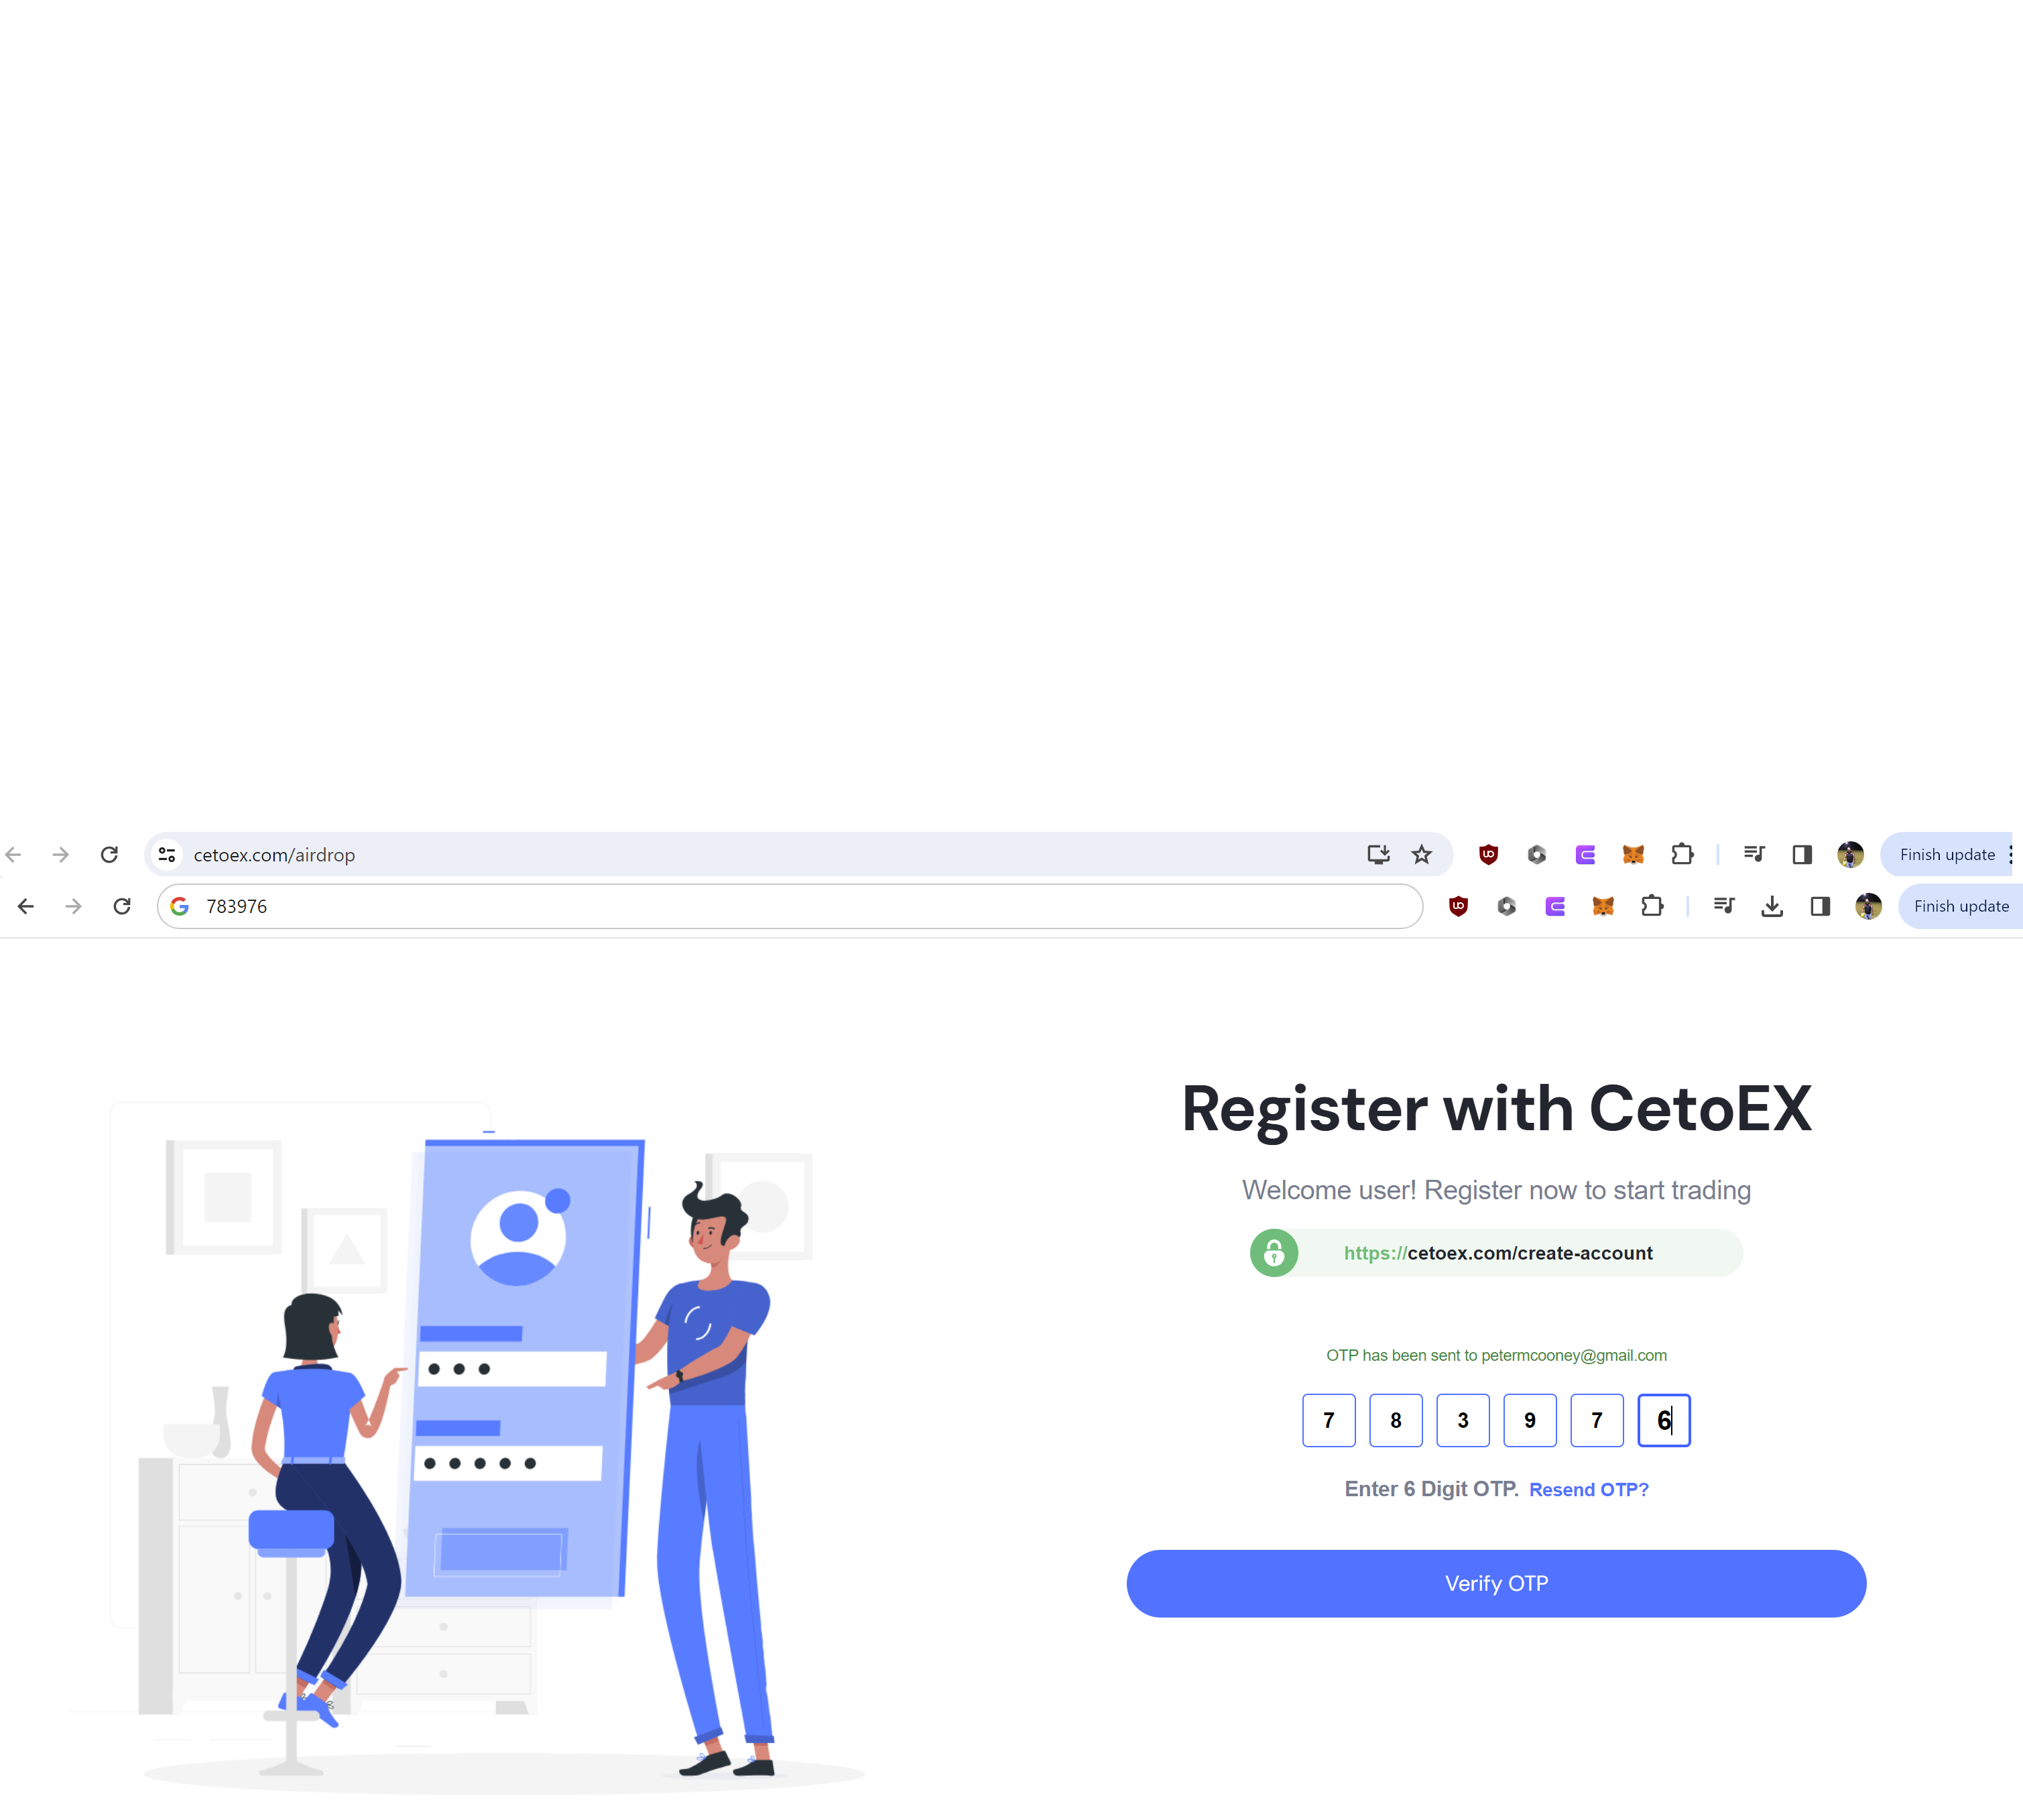 cetoex.com/airdrop
Finish update
783976
Finish update
Register with CetoEX
Welcome user! Register now to start trading
https://cetoex.com/create-account
OTP has been sent to petermcooney@gmail.com
7 8 3 9 7 6
Enter 6 Digit OTP. Resend OTP?
Verify OTP